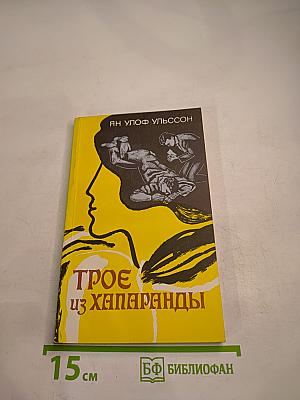 ЯН УЛОФ УЛЬССОН
ТРОЕ
ИЗ ХАПАРАНДЫ
15 см
БФ БИБЛИОФАН